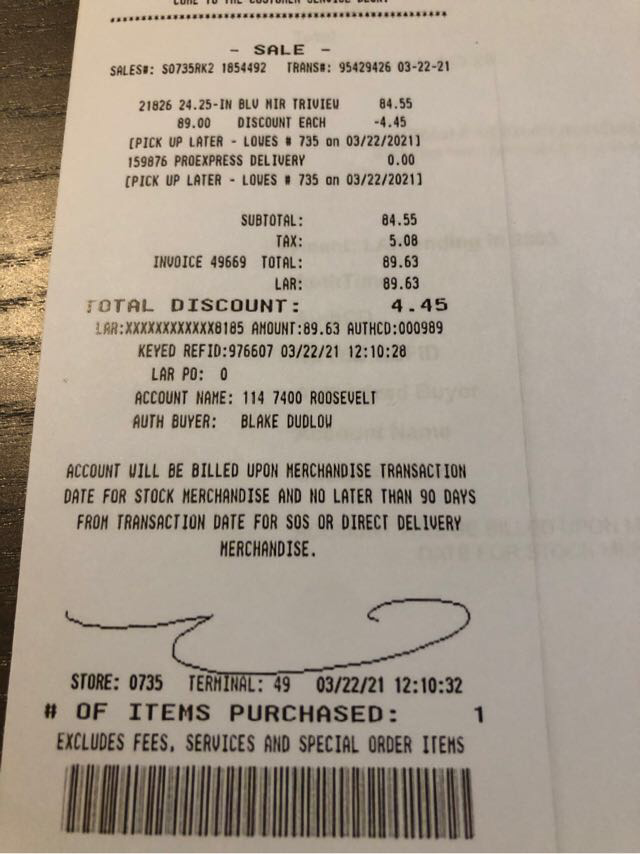 COME TO THE CUSTOMER SERVICE DESK.
- SALE -
SALES#: S0735RK2 1854492 TRANS#: 95429426 03-22-21
21826 24.25-IN BLV MIR TRIVIEW 84.55
89.00 DISCOUNT EACH -4.45
[PICK UP LATER - LOWES # 735 on 03/22/2021]
159876 PROEXPRESS DELIVERY 0.00
[PICK UP LATER - LOWES # 735 on 03/22/2021]
SUBTOTAL: 84.55
TAX: 5.08
INVOICE 49669 TOTAL: 89.63
LAR: 89.63
TOTAL DISCOUNT: 4.45
LAR:XXXXXXXXXXXX8185 AMOUNT:89.63 AUTHCD:000989
KEYED REFID:976607 03/22/21 12:10:28
LAR PO: 0
ACCOUNT NAME: 114 7400 ROOSEVELT
AUTH BUYER: BLAKE DUDLOW
ACCOUNT WILL BE BILLED UPON MERCHANDISE TRANSACTION
DATE FOR STOCK MERCHANDISE AND NO LATER THAN 90 DAYS
FROM TRANSACTION DATE FOR SOS OR DIRECT DELIVERY
MERCHANDISE.
STORE: 0735 TERMINAL: 49 03/22/21 12:10:32
# OF ITEMS PURCHASED: 1
EXCLUDES FEES, SERVICES AND SPECIAL ORDER ITEMS